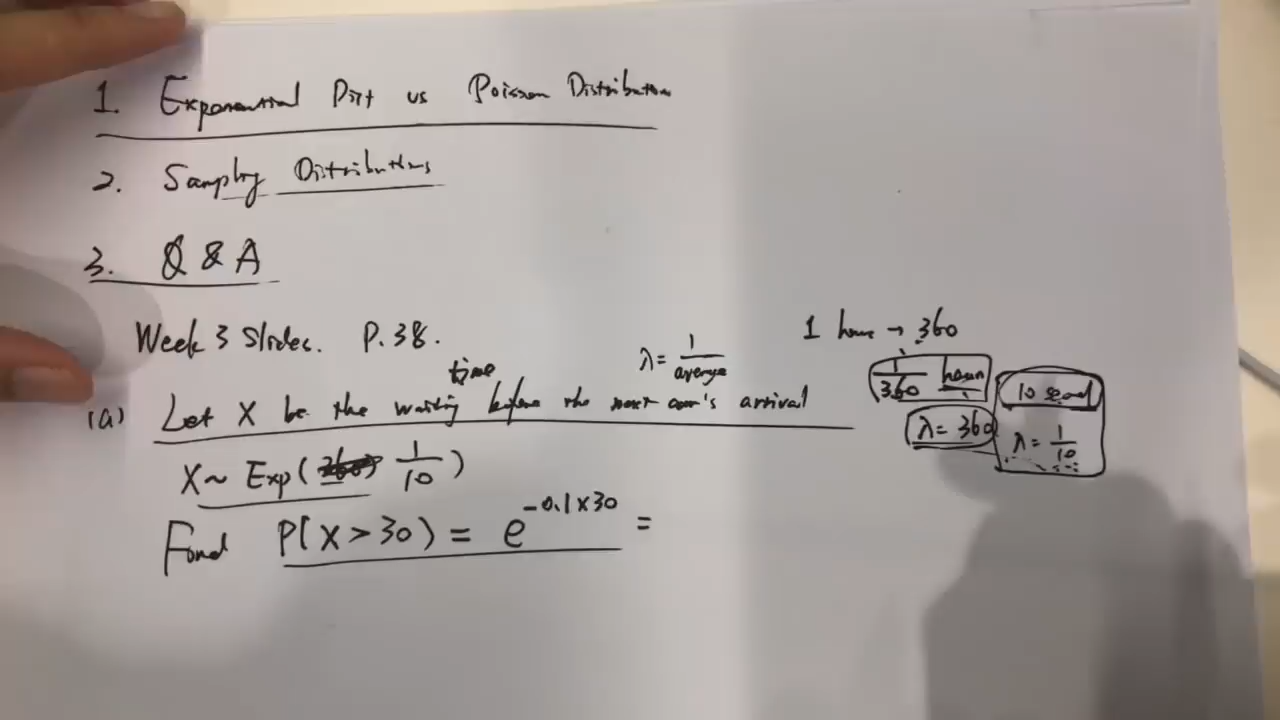 1. Exponential Dist vs Poisson Distribution
2. Sampling Distributions
3. Q & A
Week 3 Slides. P.38.
(a) Let X be the waiting time before the next car's arrival
λ = 1/average
X ~ Exp( 1/10 )
Find P(X > 30) = e^{-0.1×30} =
1 hour → 360
1/360 hour
λ = 360
10 second
λ = 1/10